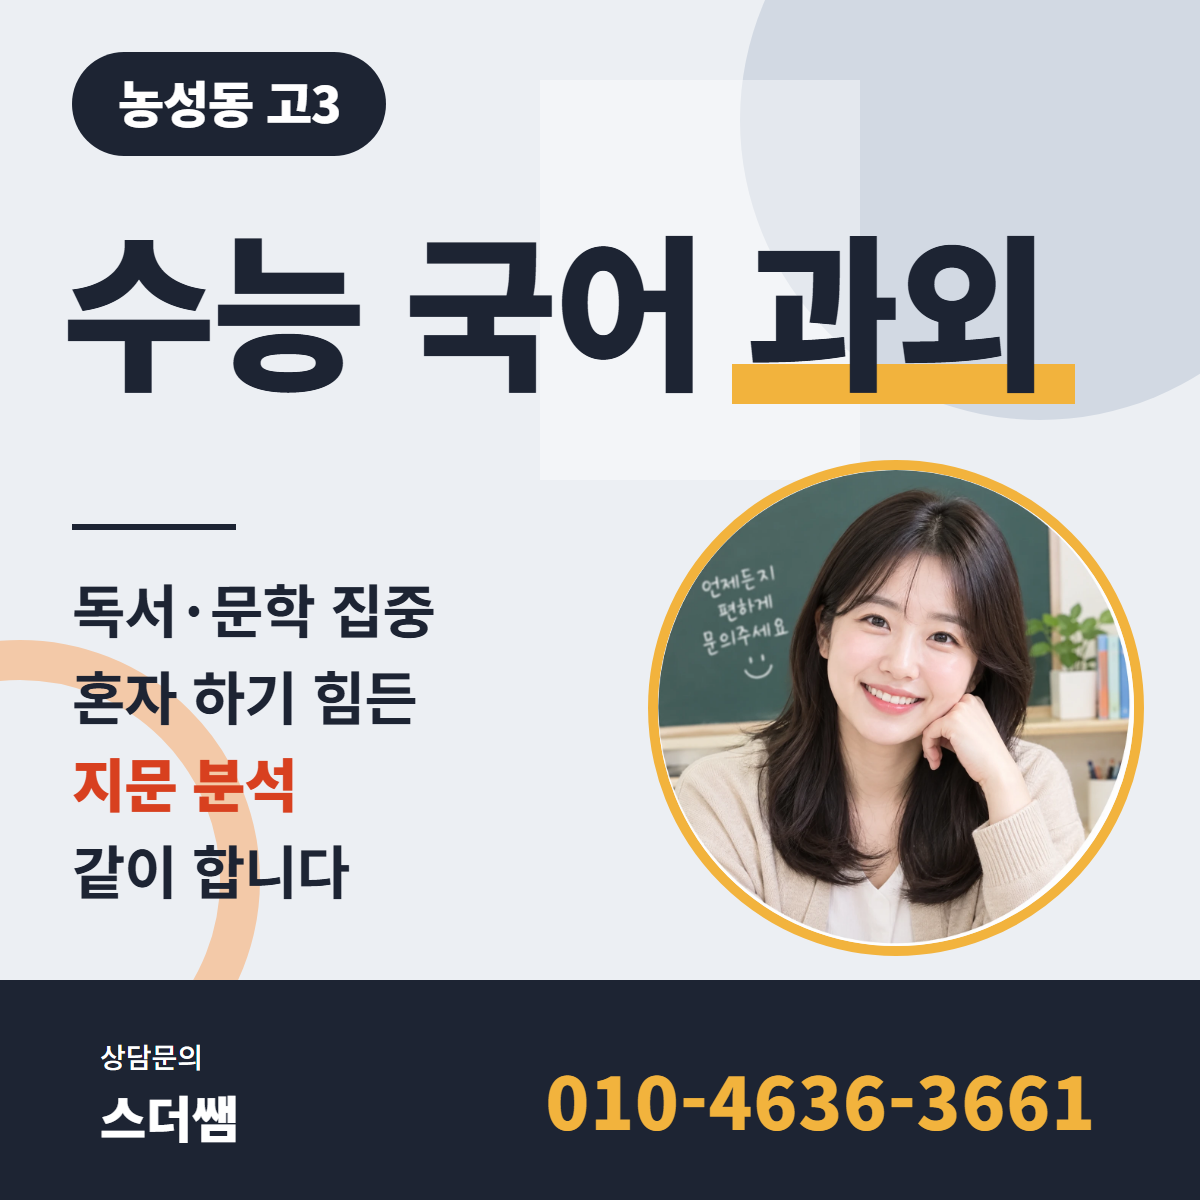 농성동 고3
수능 국어 과외
독서·문학 집중
혼자 하기 힘든
지문 분석
같이 합니다
언제든지
편하게
문의주세요
상담문의
스더쌤
010-4636-3661